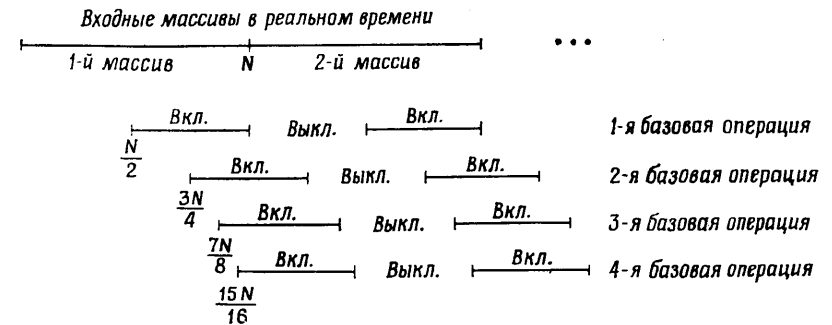 Входные массивы в реальном времени
...
1-й массив N 2-й массив
Вкл. Выкл. Вкл. 1-я базовая операция
N/2
Вкл. Выкл. Вкл. 2-я базовая операция
3N/4
Вкл. Выкл. Вкл. 3-я базовая операция
7N/8
Вкл. Выкл. Вкл. 4-я базовая операция
15N/16